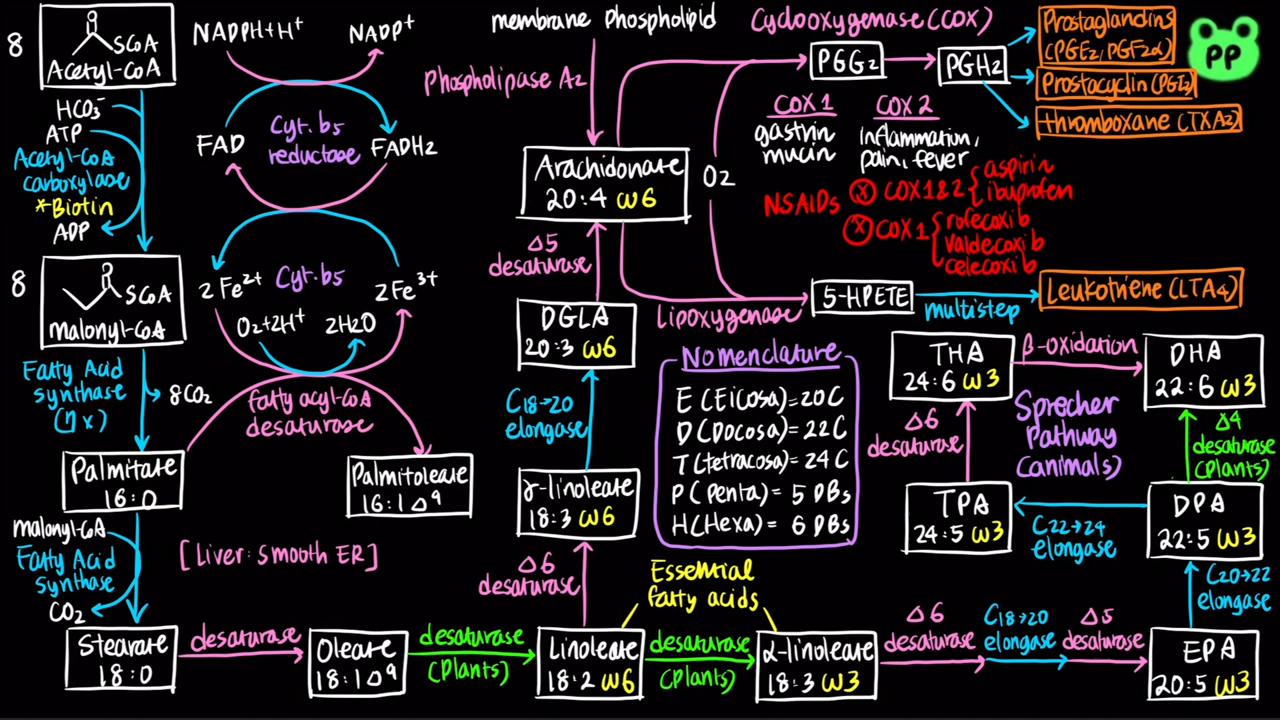 8
SCoA
Acetyl-CoA
HCO3-
ATP
Acetyl-CoA
carboxylase
*Biotin
ADP
8
SCoA
malonyl-CoA
Fatty Acid
synthase
(7x)
8CO2
Palmitate
16:0
malonyl-CoA
Fatty Acid
synthase
CO2
Stearate
18:0
NADPH+H+
NADP+
FAD
Cyt. b5
reductase
FADH2
2 Fe2+
Cyt. b5
2 Fe3+
O2+2H+
2H2O
Fatty acyl-CoA
desaturase
Palmitoleate
16:1 Δ9
[Liver: Smooth ER]
desaturase
Oleate
18:1 Δ9
desaturase
(Plants)
Linoleate
18:2 ω6
desaturase
(Plants)
α-linoleate
18:3 ω3
Essential
fatty acids
Δ6
desaturase
γ-linoleate
18:3 ω6
C18→20
elongase
DGLA
20:3 ω6
Δ5
desaturase
Arachidonate
20:4 ω6
membrane phospholipid
Phospholipase A2
O2
Cyclooxygenase (COX)
PGG2
PGH2
Prostaglandins
(PGE2, PGF2α)
Prostacyclin (PGI2)
thromboxane (TXA2)
PP
COX 1
gastrin
mucin
COX 2
inflammation,
pain, fever
NSAIDs
X COX 1&2 { aspirin
ibuprofen
X COX 1 { rofecoxib
valdecoxib
celecoxib
Lipoxygenase
5-HPETE
multistep
Leukotriene (LTA4)
Nomenclature
E (Eicosa) = 20C
D (Docosa) = 22C
T (tetracosa) = 24C
P (penta) = 5 DBs
H (Hexa) = 6 DBs
THA
24:6 ω3
β-oxidation
DHA
22:6 ω3
Δ6
desaturase
Sprecher
Pathway
(animals)
Δ4
desaturase
(Plants)
TPA
24:5 ω3
C22→24
elongase
DPA
22:5 ω3
C20→22
elongase
Δ6
desaturase
C18→20
elongase
Δ5
desaturase
EPA
20:5 ω3